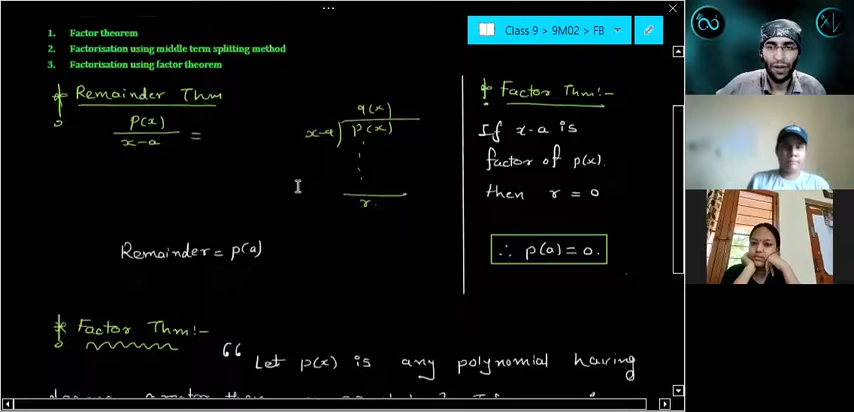 1. Factor theorem
2. Factorisation using middle term splitting method
3. Factorisation using factor theorem
Class 9 > 9M02 > FB
Remainder Thm
p(x)
x-a
=
q(x)
x-a) p(x)
r.
Remainder = p(a)
Factor Thm:-
If x-a is
factor of p(x).
then r = 0
∴ p(a) = 0.
Factor Thm:-
66 Let p(x) is any polynomial having